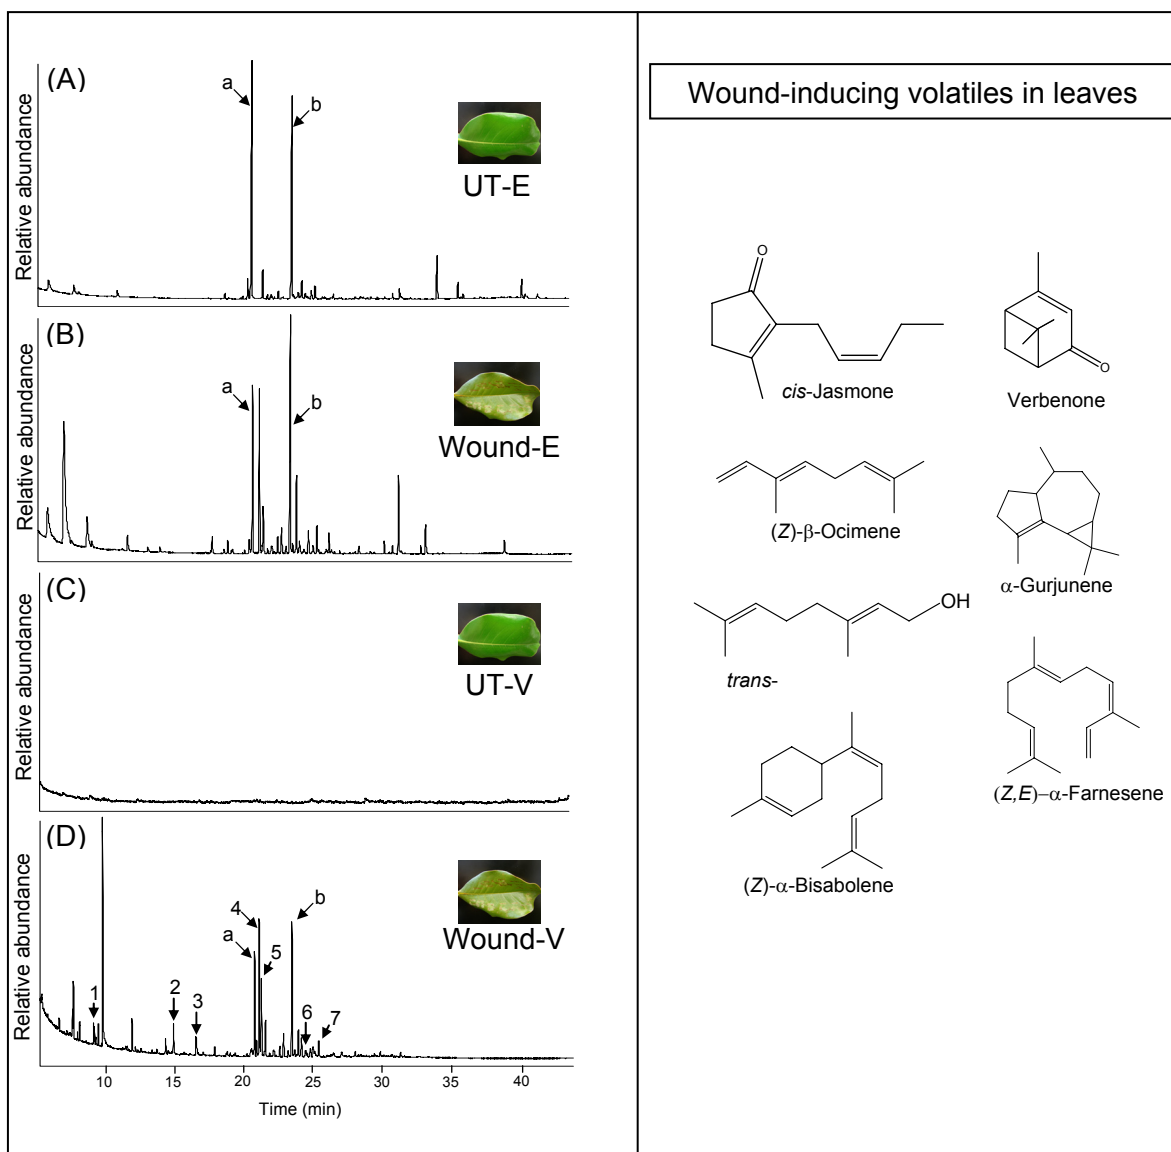 (A)
a
b
UT-E
Relative abundance
(B)
a
b
Wound-E
Relative abundance
(C)
UT-V
Relative abundance
(D)
1
2
3
4
a
5
b
6
7
Wound-V
Relative abundance
10 15 20 25 30 35 40
Time (min)
Wound-inducing volatiles in leaves
O
cis-Jasmone
O
Verbenone
(Z)-β-Ocimene
α-Gurjunene
OH
trans-
(Z,E)–α-Farnesene
(Z)-α-Bisabolene